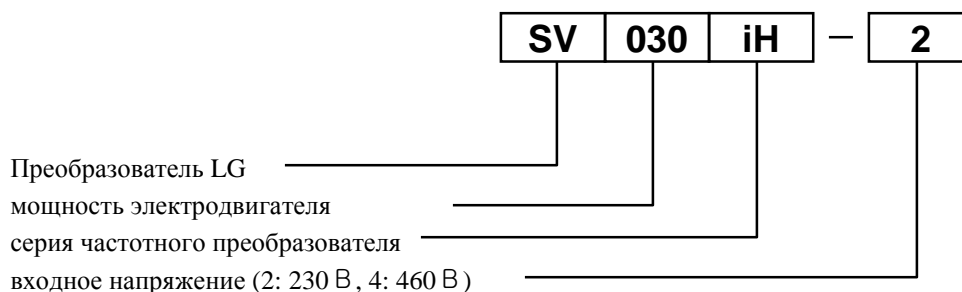 SV 030 iH – 2
Преобразователь LG
мощность электродвигателя
серия частотного преобразователя
входное напряжение (2: 230 В, 4: 460 В)